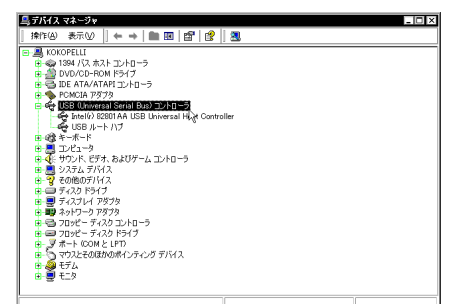 デバイス マネージャ
操作(A) 表示(V)
KOKOPELLI
1394 バス ホスト コントローラ
DVD/CD-ROM ドライブ
IDE ATA/ATAPI コントローラ
PCMCIA アダプタ
USB (Universal Serial Bus) コントローラ
Intel(r) 82801AA USB Universal Host Controller
USB ルート ハブ
キーボード
コンピュータ
サウンド、ビデオ、およびゲーム コントローラ
システム デバイス
その他のデバイス
ディスク ドライブ
ディスプレイ アダプタ
ネットワーク アダプタ
フロッピー ディスク コントローラ
フロッピー ディスク ドライブ
ポート (COM と LPT)
マウスとそのほかのポインティング デバイス
モデム
モニタ